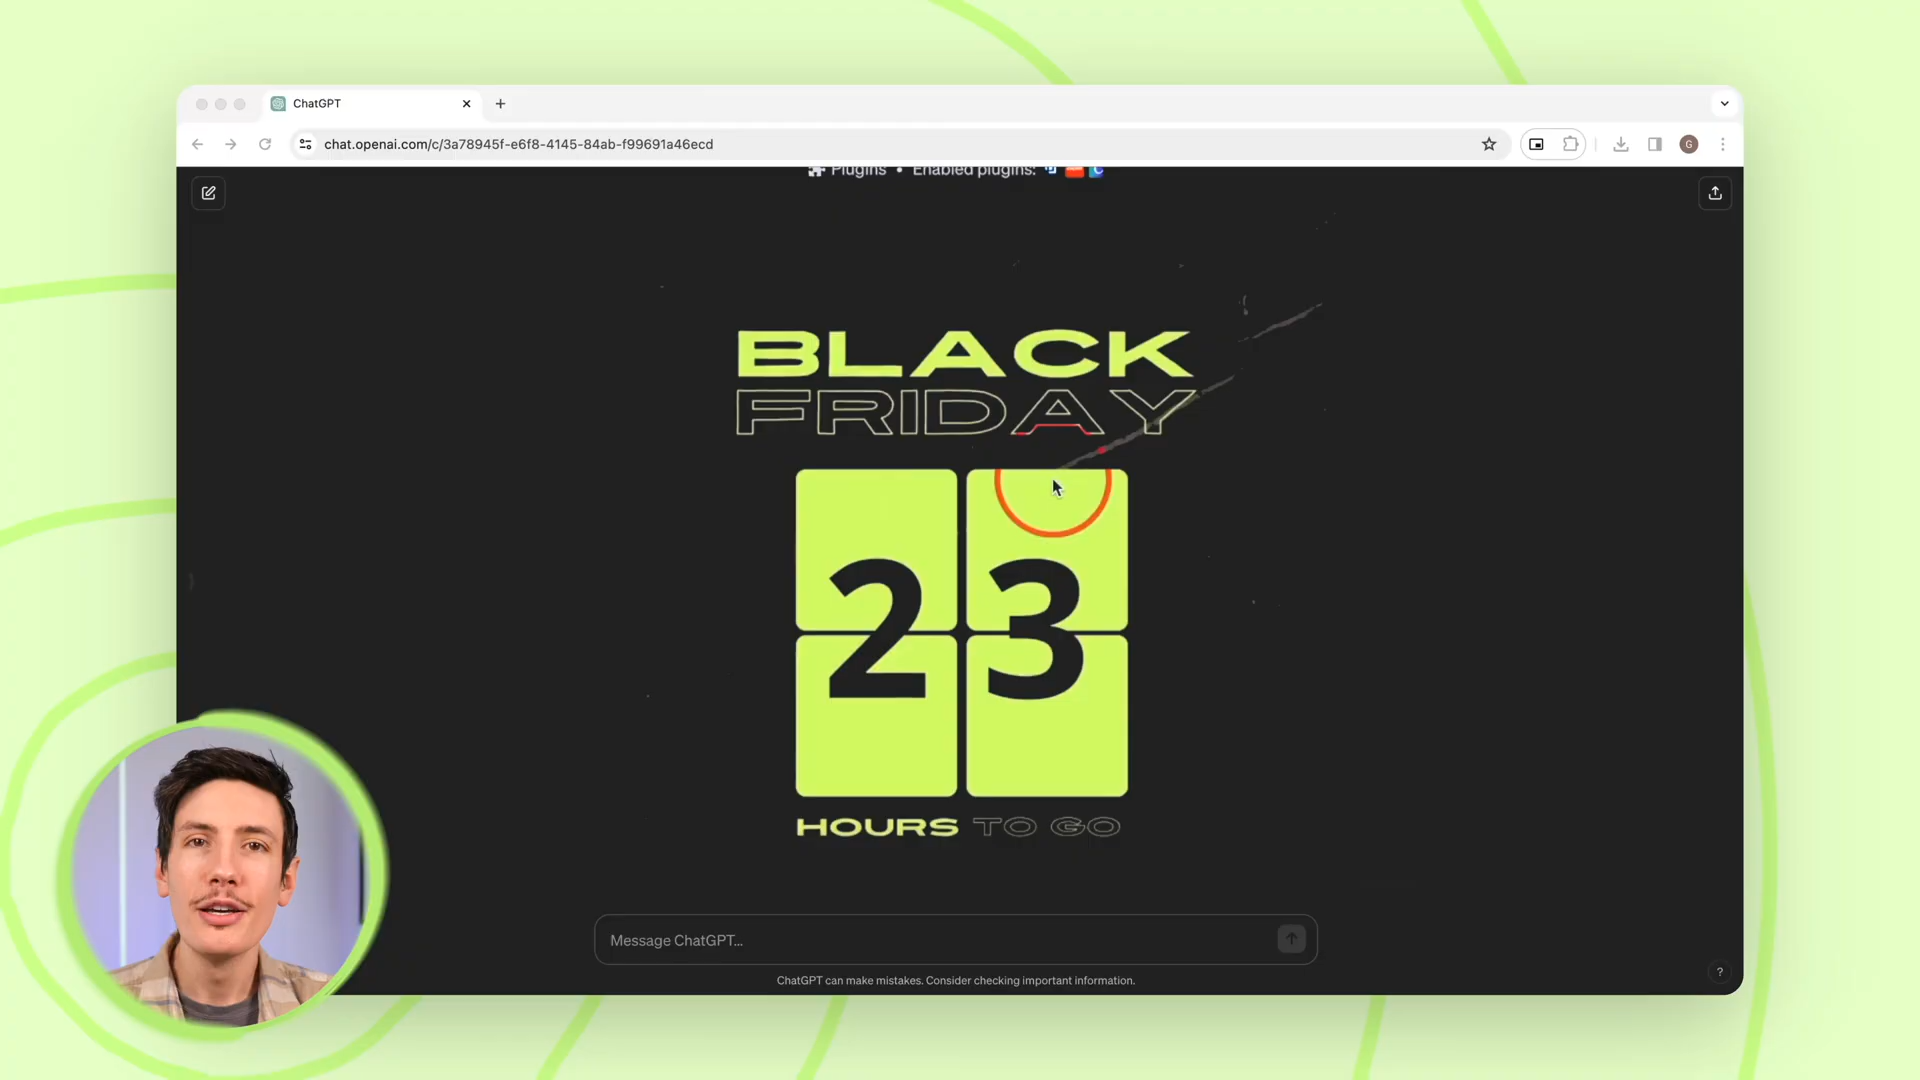 ChatGPT
chat.openai.com/c/3a78945f-e6f8-4145-84ab-f99691a46ecd
G
Plugins • Enabled plugins:
BLACK
FRIDAY
23
HOURS TO GO
Message ChatGPT...
ChatGPT can make mistakes. Consider checking important information.
?